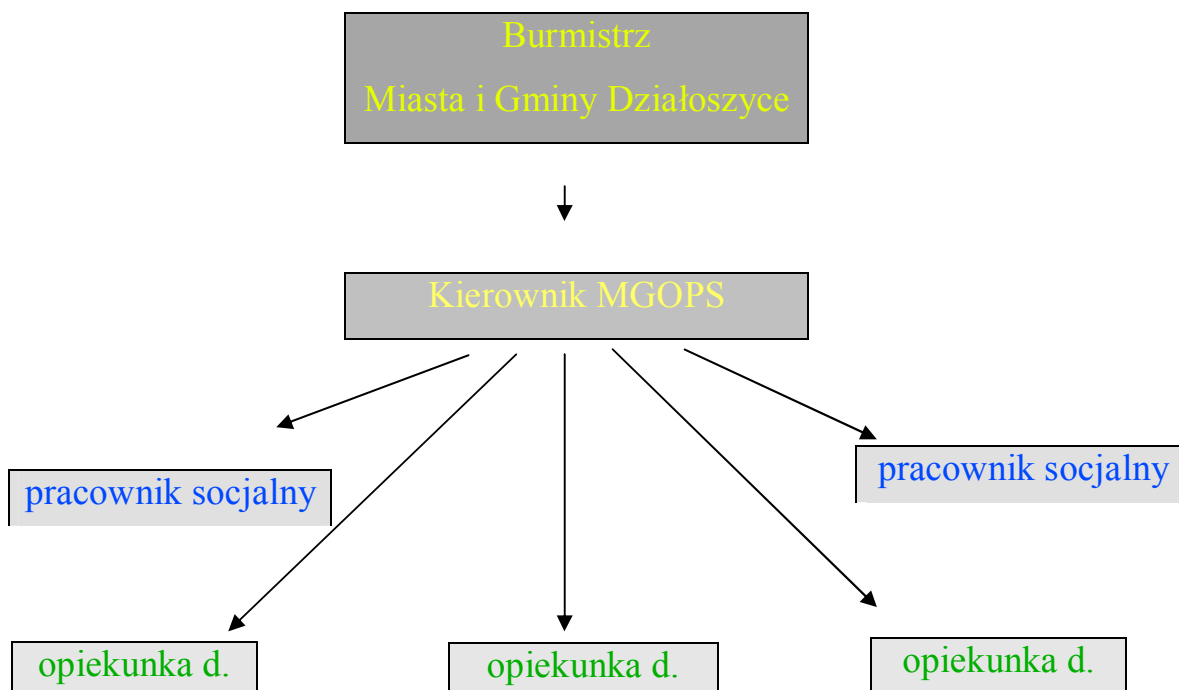 Burmistrz
Miasta i Gminy Działoszyce
Kierownik MGOPS
pracownik socjalny
pracownik socjalny
opiekunka d.
opiekunka d.
opiekunka d.